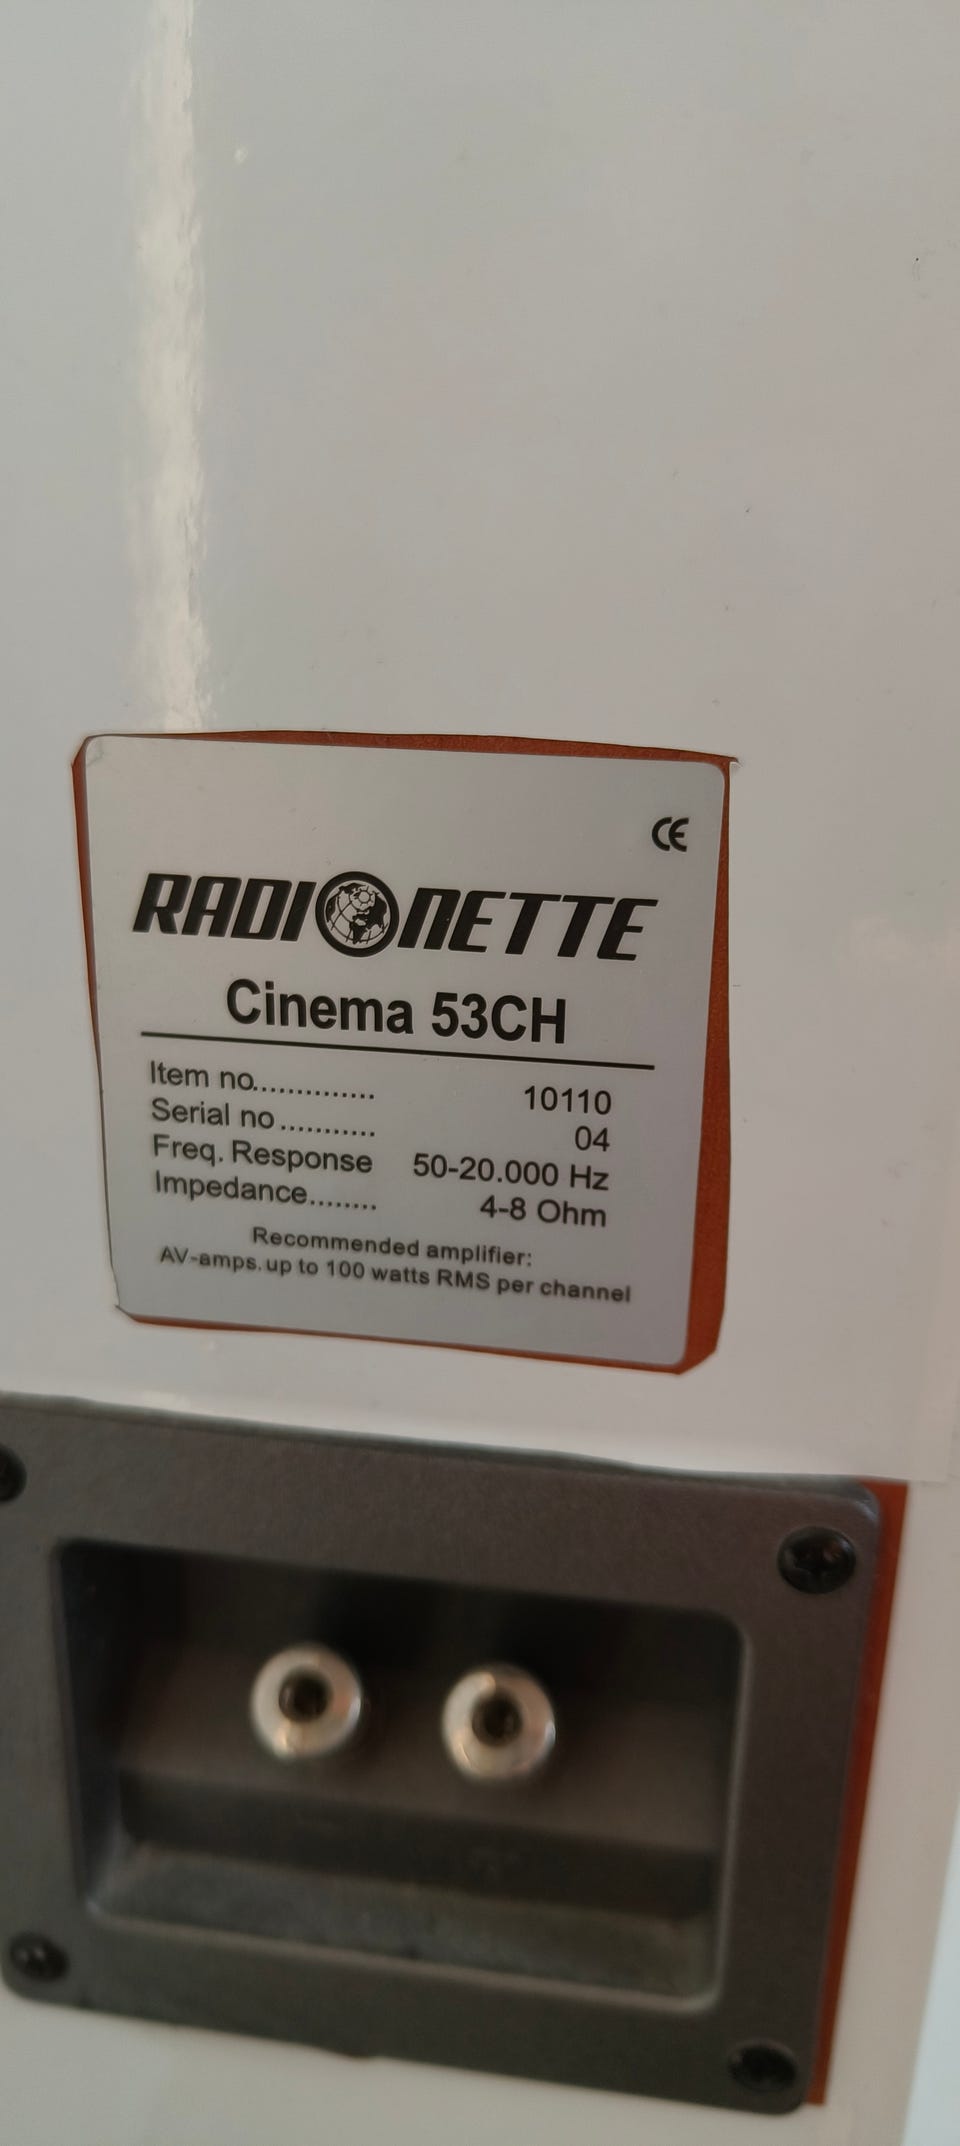 CE
RADIONETTE
Cinema 53CH
Item no.............. 10110
Serial no........... 04
Freq. Response 50-20.000 Hz
Impedance........ 4-8 Ohm
Recommended amplifier:
AV-amps.up to 100 watts RMS per channel